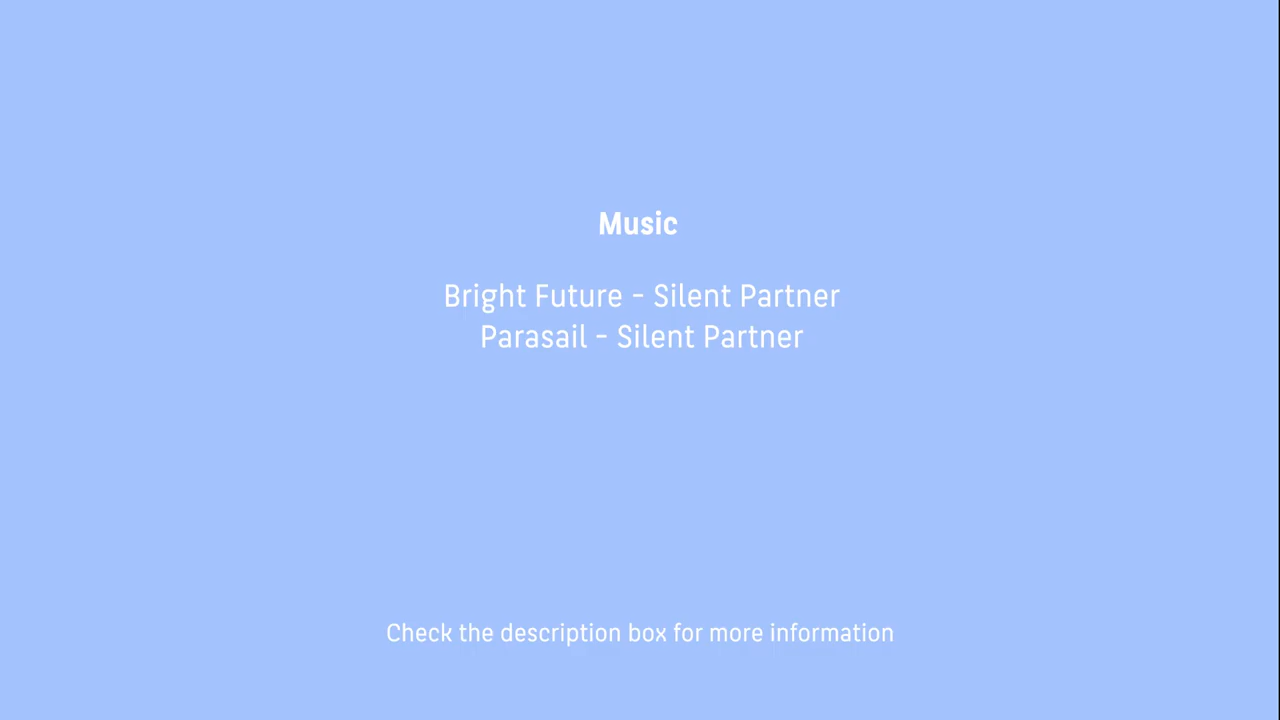 Music
Bright Future - Silent Partner
Parasail - Silent Partner
Check the description box for more information